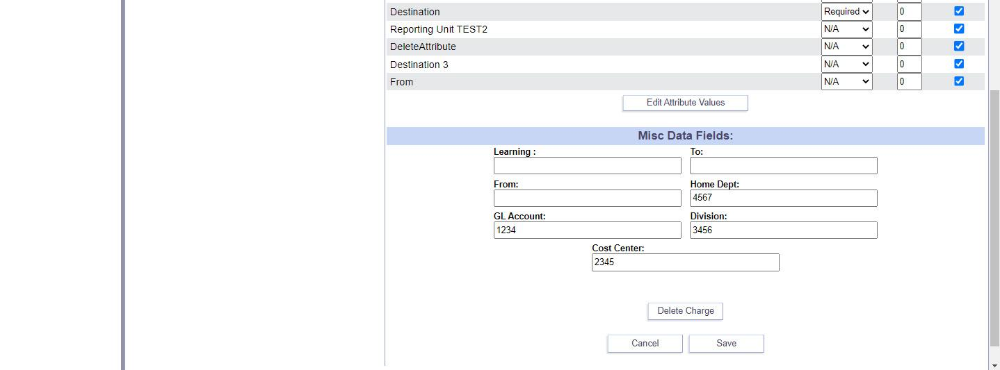 Destination Required 0
Reporting Unit TEST2 N/A 0
DeleteAttribute N/A 0
Destination 3 N/A 0
From N/A 0
Edit Attribute Values
Misc Data Fields:
Learning : To:
From: Home Dept:
4567
GL Account: Division:
1234 3456
Cost Center:
2345
Delete Charge
Cancel Save